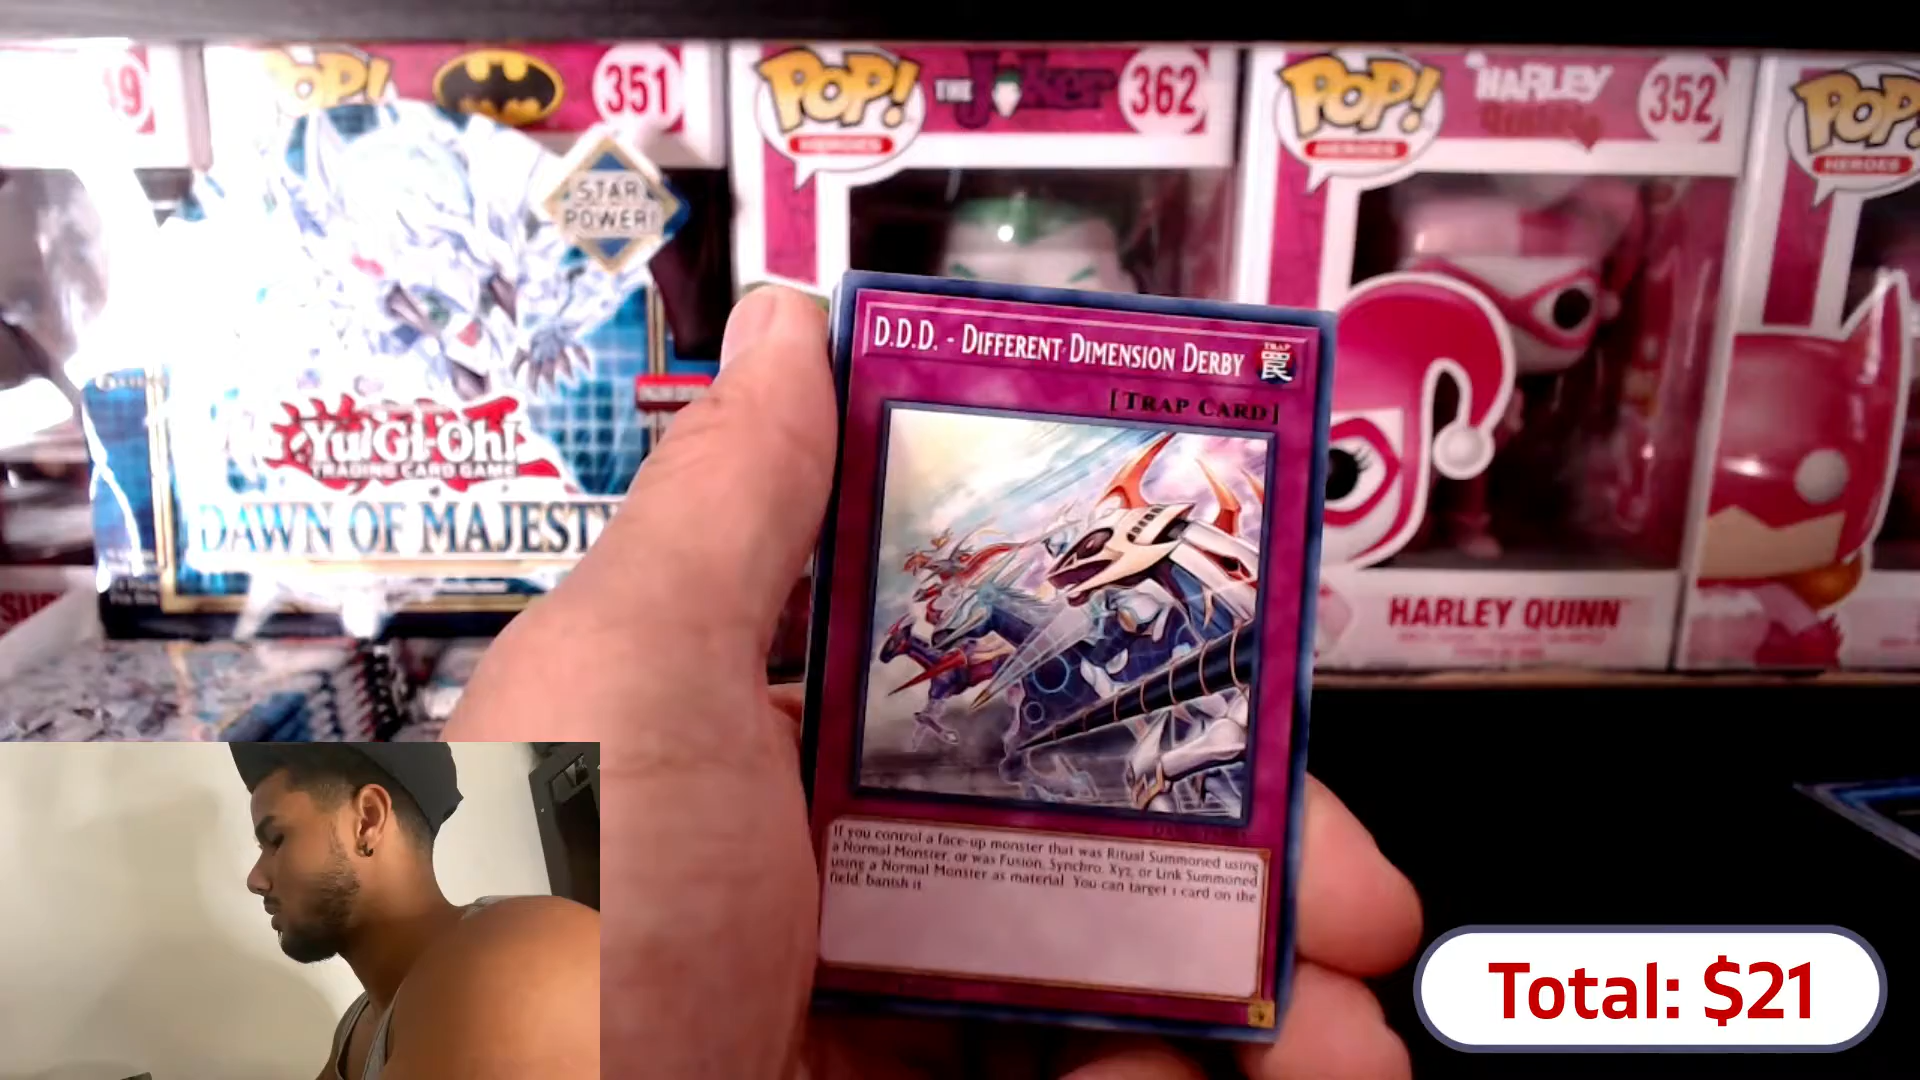 POP!
351
POP!
HEROES
THE JOKER
362
POP!
HEROES
HARLEY
QUINN
352
POP!
HEROES
STAR
POWER!
Yu-Gi-Oh!
TRADING CARD GAME
DAWN OF MAJESTY
HARLEY QUINN
D.D.D. - DIFFERENT DIMENSION DERBY
TRAP
罠
[TRAP CARD]
If you control a face-up monster that was Ritual Summoned using
a Normal Monster, or was Fusion, Synchro, Xyz, or Link Summoned
using a Normal Monster as material: You can target 1 card on the
field; banish it.
Total: $21